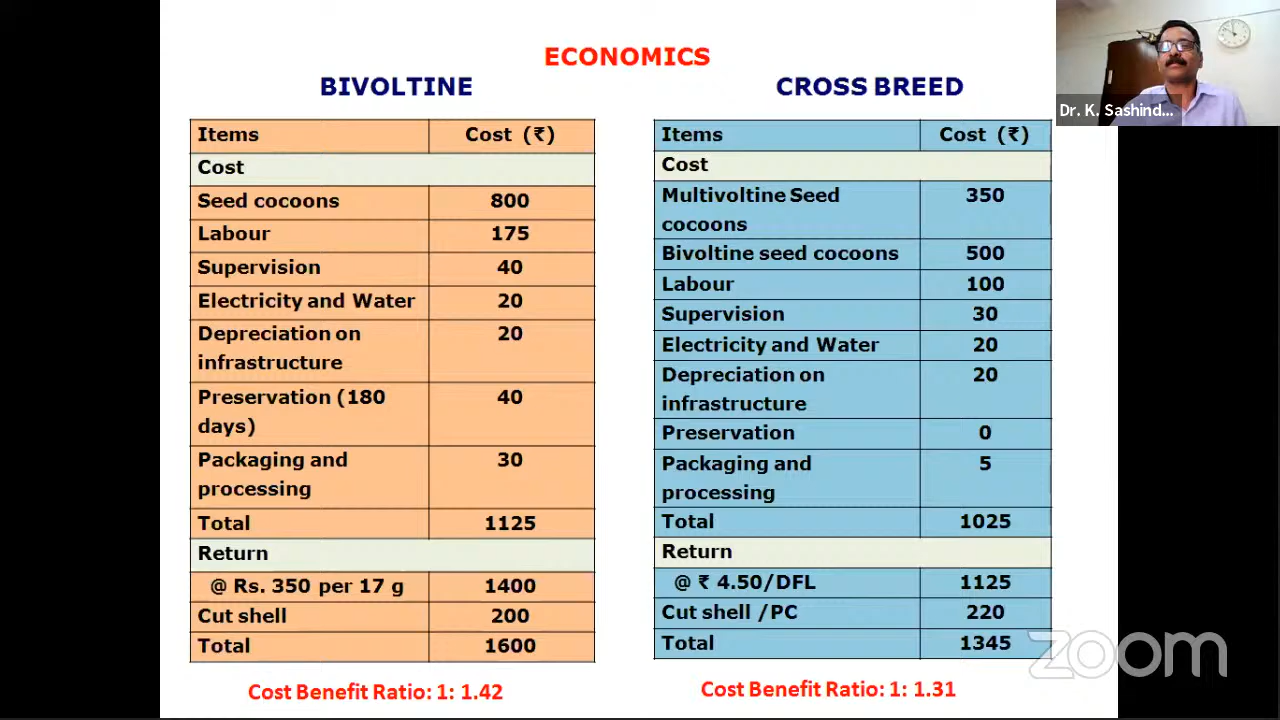 ECONOMICS
BIVOLTINE
Items Cost (₹)
Cost
Seed cocoons 800
Labour 175
Supervision 40
Electricity and Water 20
Depreciation on 20
infrastructure
Preservation (180 40
days)
Packaging and 30
processing
Total 1125
Return
@ Rs. 350 per 17 g 1400
Cut shell 200
Total 1600
Cost Benefit Ratio: 1: 1.42
CROSS BREED
Items Cost (₹)
Cost
Multivoltine Seed 350
cocoons
Bivoltine seed cocoons 500
Labour 100
Supervision 30
Electricity and Water 20
Depreciation on 20
infrastructure
Preservation 0
Packaging and 5
processing
Total 1025
Return
@ ₹ 4.50/DFL 1125
Cut shell /PC 220
Total 1345
Cost Benefit Ratio: 1: 1.31
Dr. K. Sashind...
zoom